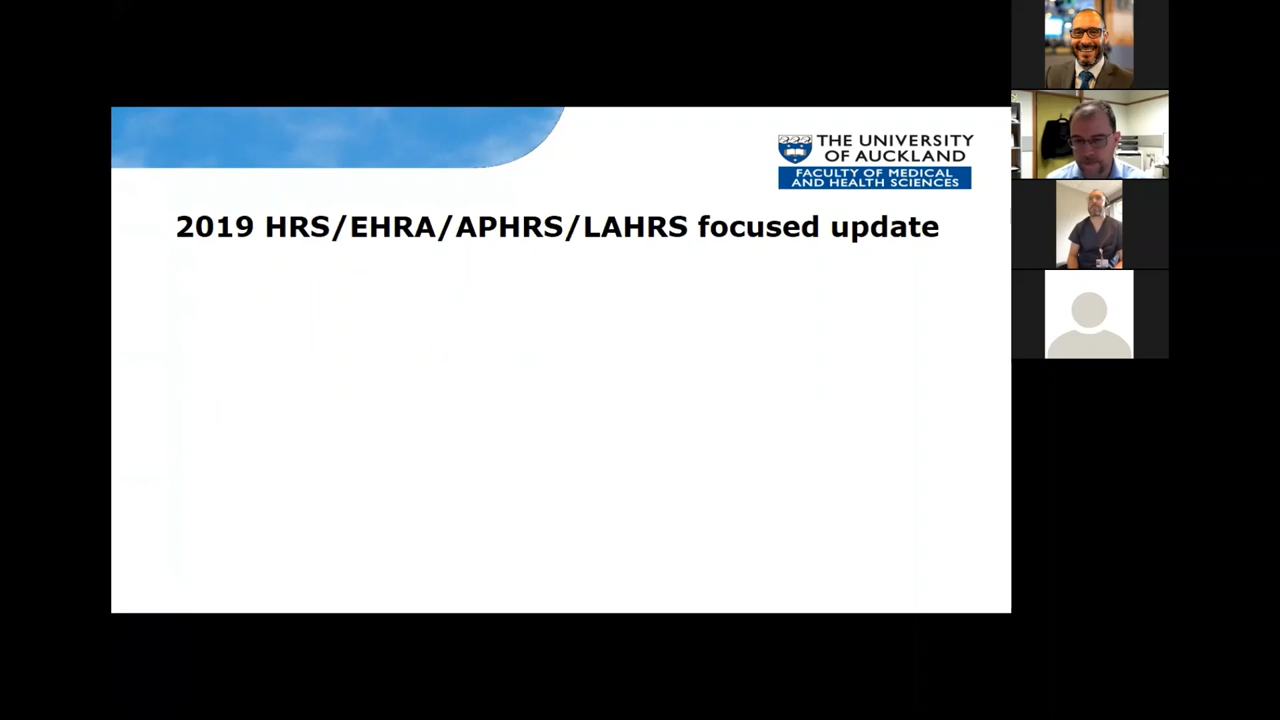 THE UNIVERSITY
OF AUCKLAND
FACULTY OF MEDICAL
AND HEALTH SCIENCES
2019 HRS/EHRA/APHRS/LAHRS focused update